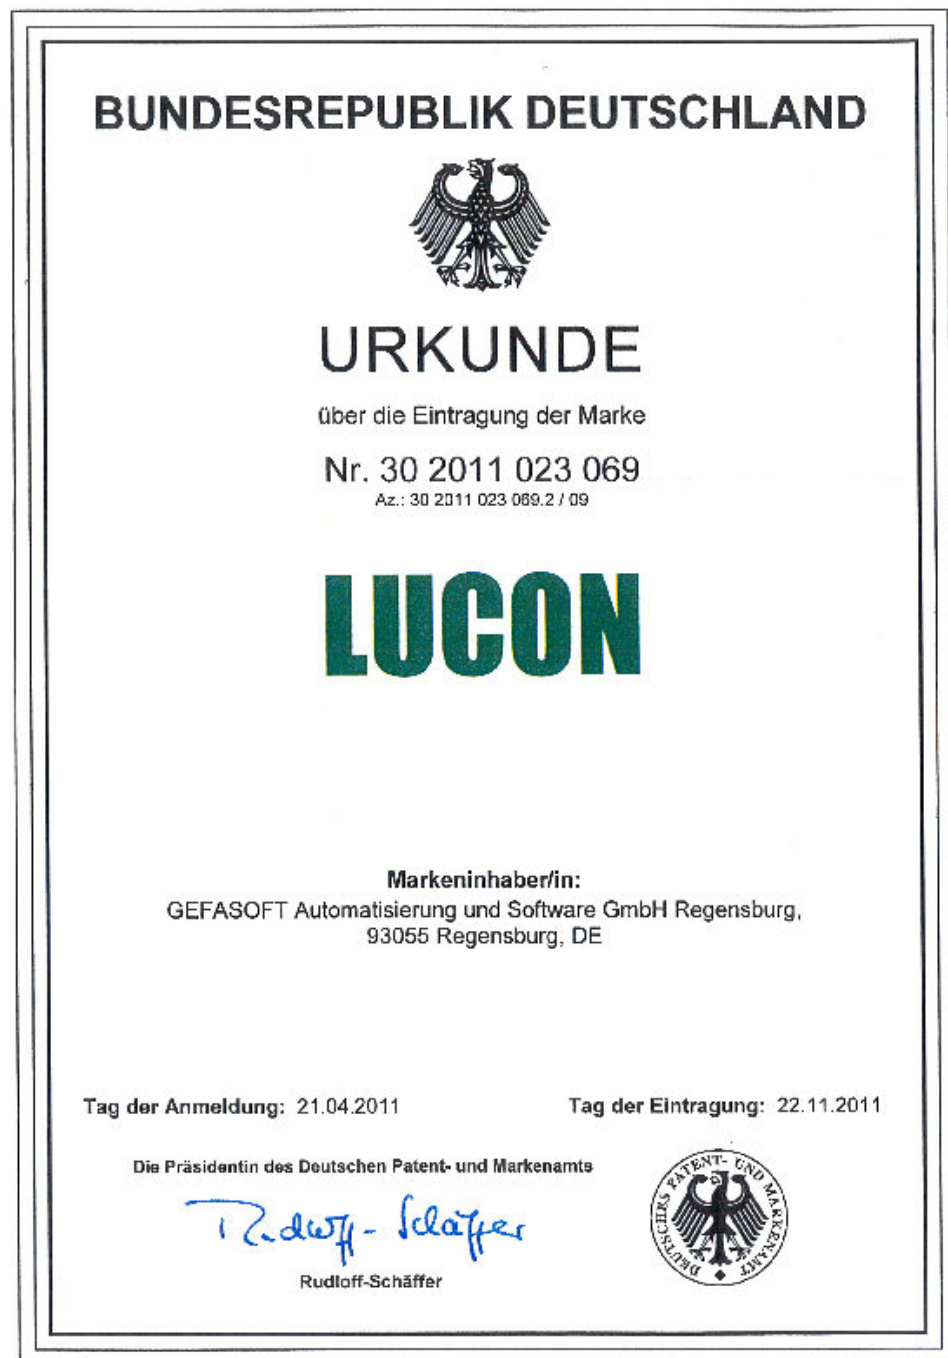 BUNDESREPUBLIK DEUTSCHLAND
URKUNDE
über die Eintragung der Marke
Nr. 30 2011 023 069
Az.: 30 2011 023 069.2 / 09
LUCON
Markeninhaber/in:
GEFASOFT Automatisierung und Software GmbH Regensburg,
93055 Regensburg, DE
Tag der Anmeldung: 21.04.2011
Tag der Eintragung: 22.11.2011
Die Präsidentin des Deutschen Patent- und Markenamts
Rudloff-Schäffer
Rudloff-Schäffer
DEUTSCHES PATENT- UND MARKENAMT